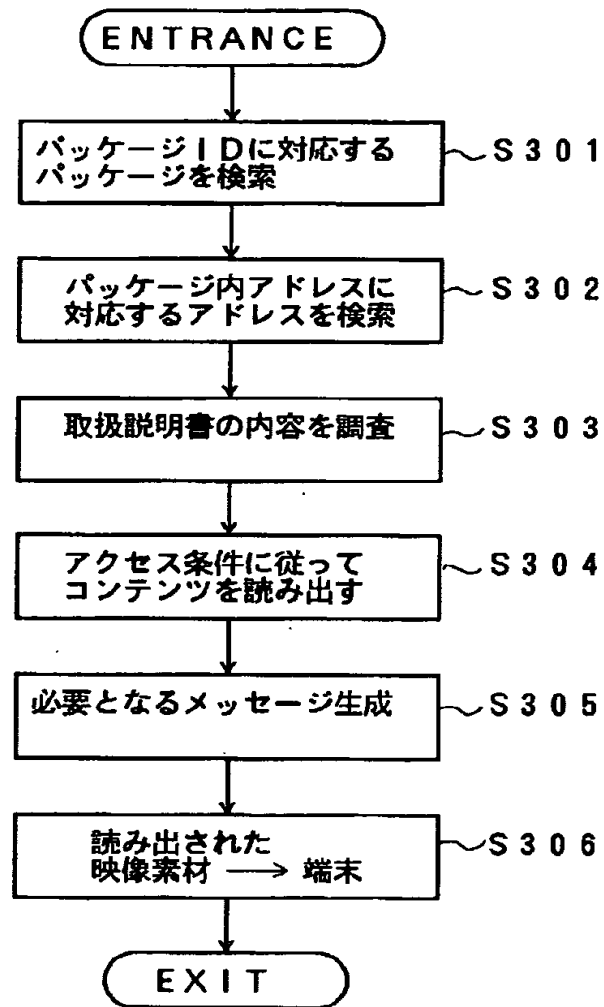 ENTRANCE
パッケージIDに対応する
パッケージを検索
S301
パッケージ内アドレスに
対応するアドレスを検索
S302
取扱説明書の内容を調査
S303
アクセス条件に従って
コンテンツを読み出す
S304
必要となるメッセージ生成
S305
読み出された
映像素材 → 端末
S306
EXIT